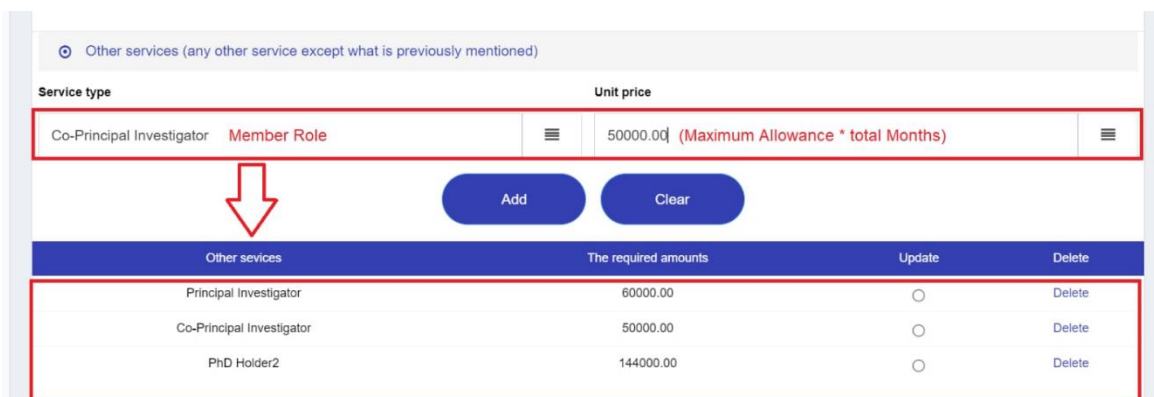 Other services (any other service except what is previously mentioned)
Service type Unit price
Co-Principal Investigator Member Role 50000.00 (Maximum Allowance * total Months)
Add Clear
Other sevices The required amounts Update Delete
Principal Investigator 60000.00 Delete
Co-Principal Investigator 50000.00 Delete
PhD Holder2 144000.00 Delete